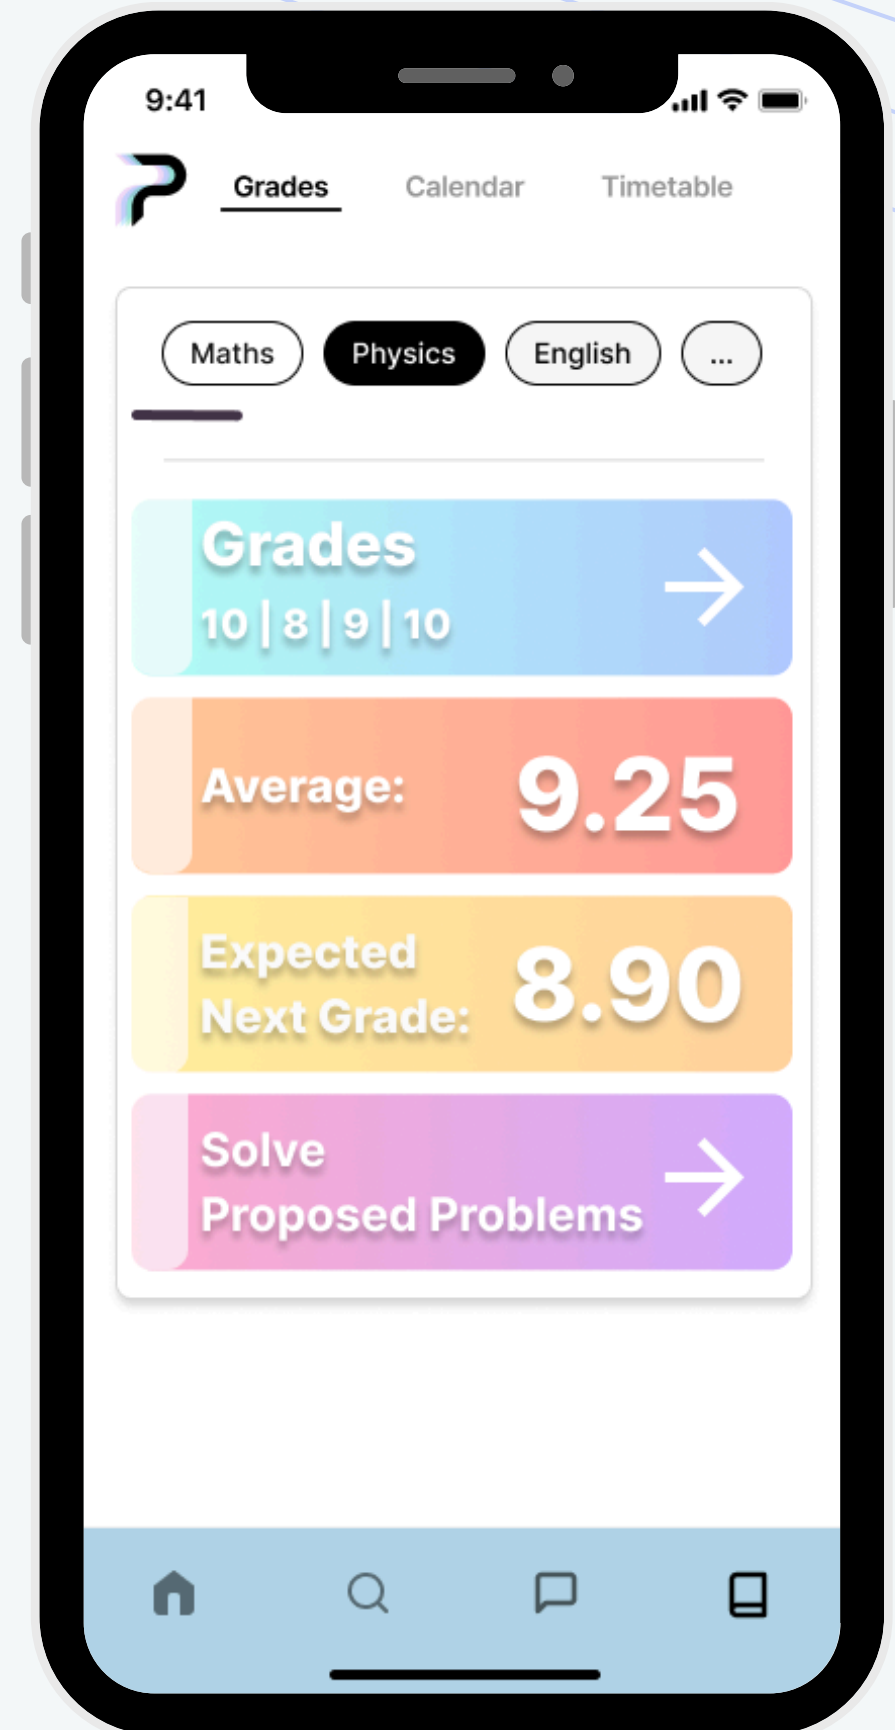 9:41
Grades Calendar Timetable
Maths Physics English ...
Grades
10 | 8 | 9 | 10
Average: 9.25
Expected
Next Grade: 8.90
Solve
Proposed Problems